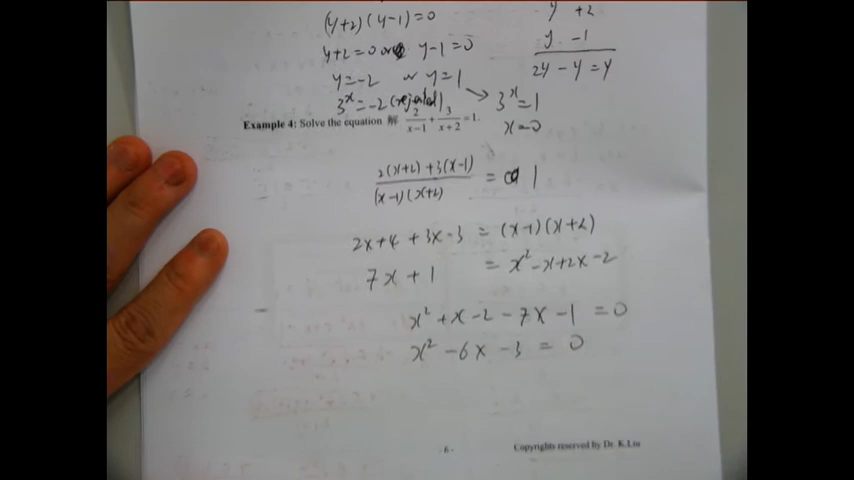 (y+2)(y-1)=0
y+2=0 or y-1=0
y=-2 or y=1
3^x=-2 (rejected)
y +2
y -1
2y - y = y
3^x=1
x=0
Example 4: Solve the equation 解 2/(x-1) + 3/(x+2) = 1.
(2(x+2)+3(x-1))/((x-1)(x+2)) = 1
2x+4+3x-3 = (x-1)(x+2)
7x+1 = x²-x+2x-2
x²+x-2-7x-1=0
x²-6x-3=0
- 6 -
Copyrights reserved by Dr. K.Liu